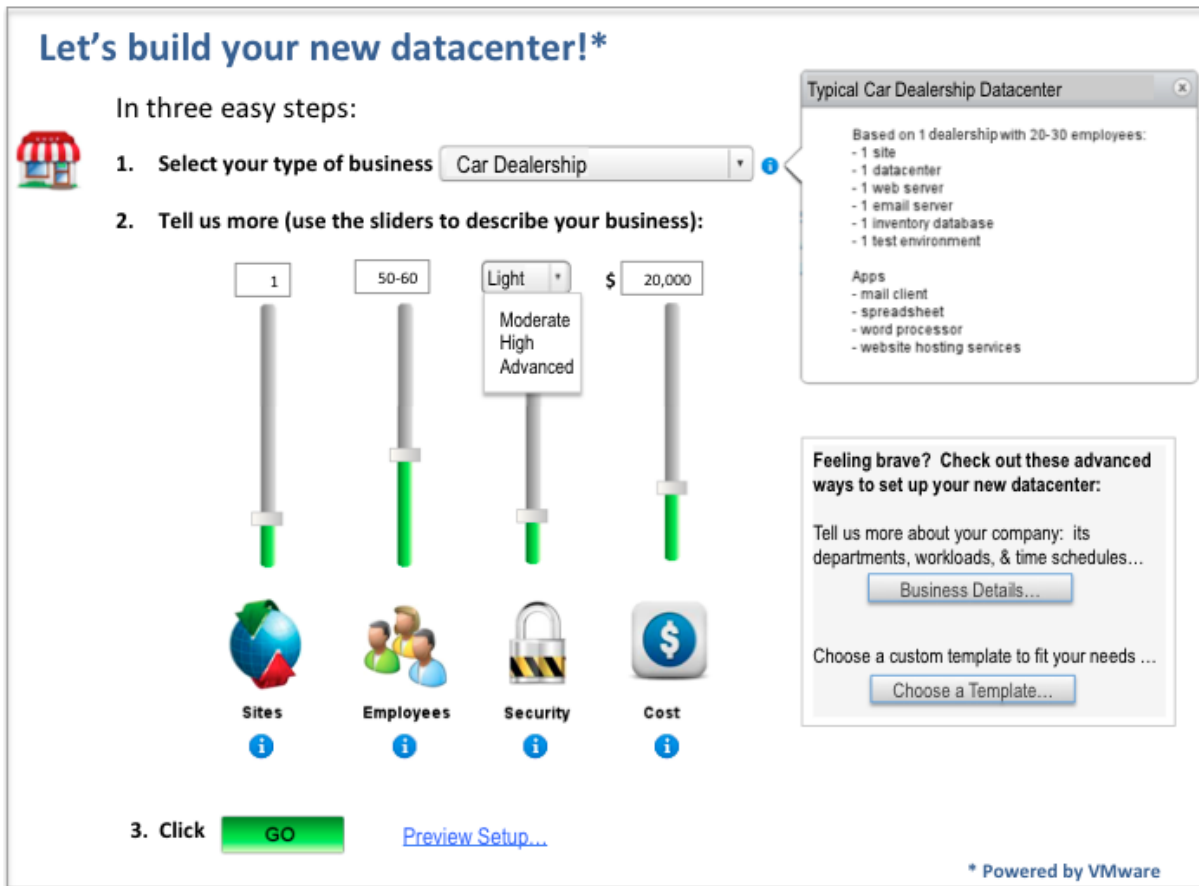 Let's build your new datacenter!*
In three easy steps:
1. Select your type of business Car Dealership
2. Tell us more (use the sliders to describe your business):
1 50-60 Light $ 20,000
Moderate
High
Advanced
Sites Employees Security Cost
3. Click GO Preview Setup...
Typical Car Dealership Datacenter
Based on 1 dealership with 20-30 employees:
- 1 site
- 1 datacenter
- 1 web server
- 1 email server
- 1 inventory database
- 1 test environment
Apps
- mail client
- spreadsheet
- word processor
- website hosting services
Feeling brave? Check out these advanced
ways to set up your new datacenter:
Tell us more about your company: its
departments, workloads, & time schedules...
Business Details...
Choose a custom template to fit your needs ...
Choose a Template...
* Powered by VMware